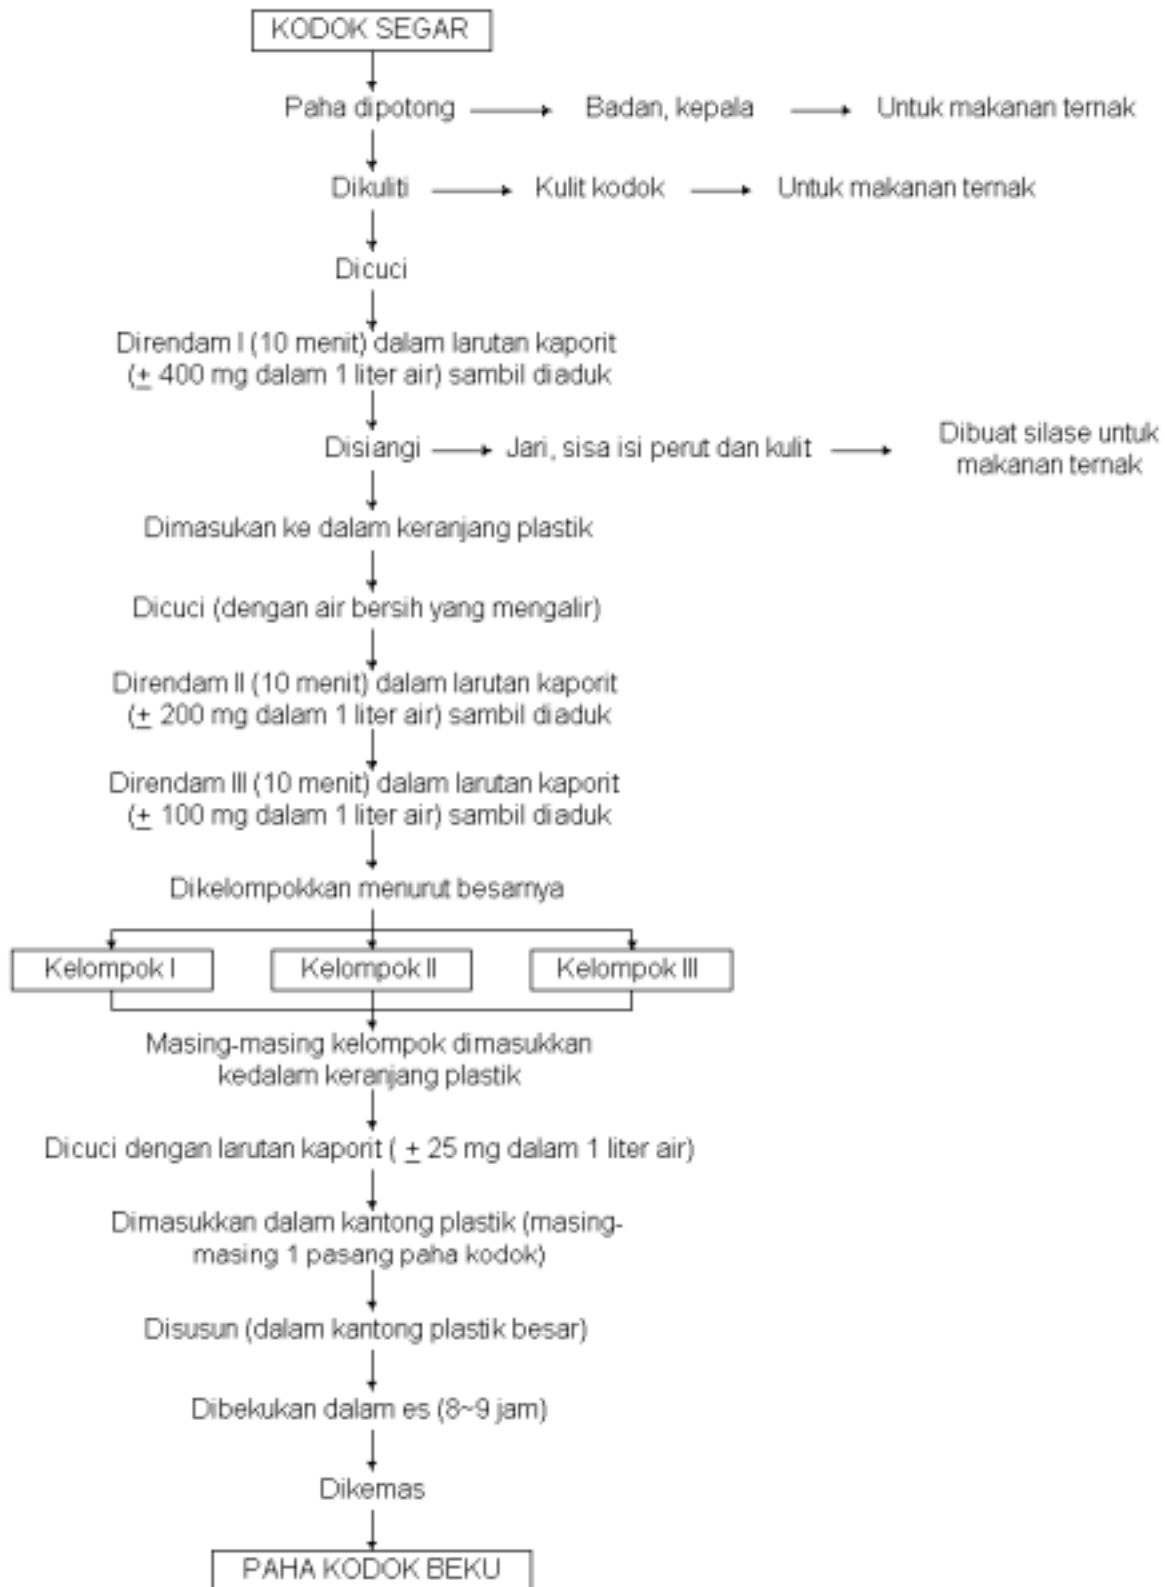 KODOK SEGAR
Paha dipotong
Badan, kepala
Untuk makanan ternak
Dikuliti
Kulit kodok
Untuk makanan ternak
Dicuci
Direndam I (10 menit) dalam larutan kaporit
(± 400 mg dalam 1 liter air) sambil diaduk
Disiangi
Jari, sisa isi perut dan kulit
Dibuat silase untuk
makanan ternak
Dimasukan ke dalam keranjang plastik
Dicuci (dengan air bersih yang mengalir)
Direndam II (10 menit) dalam larutan kaporit
(± 200 mg dalam 1 liter air) sambil diaduk
Direndam III (10 menit) dalam larutan kaporit
(± 100 mg dalam 1 liter air) sambil diaduk
Dikelompokkan menurut besarnya
Kelompok I
Kelompok II
Kelompok III
Masing-masing kelompok dimasukkan
kedalam keranjang plastik
Dicuci dengan larutan kaporit ( ± 25 mg dalam 1 liter air)
Dimasukkan dalam kantong plastik (masing-
masing 1 pasang paha kodok)
Disusun (dalam kantong plastik besar)
Dibekukan dalam es (8~9 jam)
Dikemas
PAHA KODOK BEKU